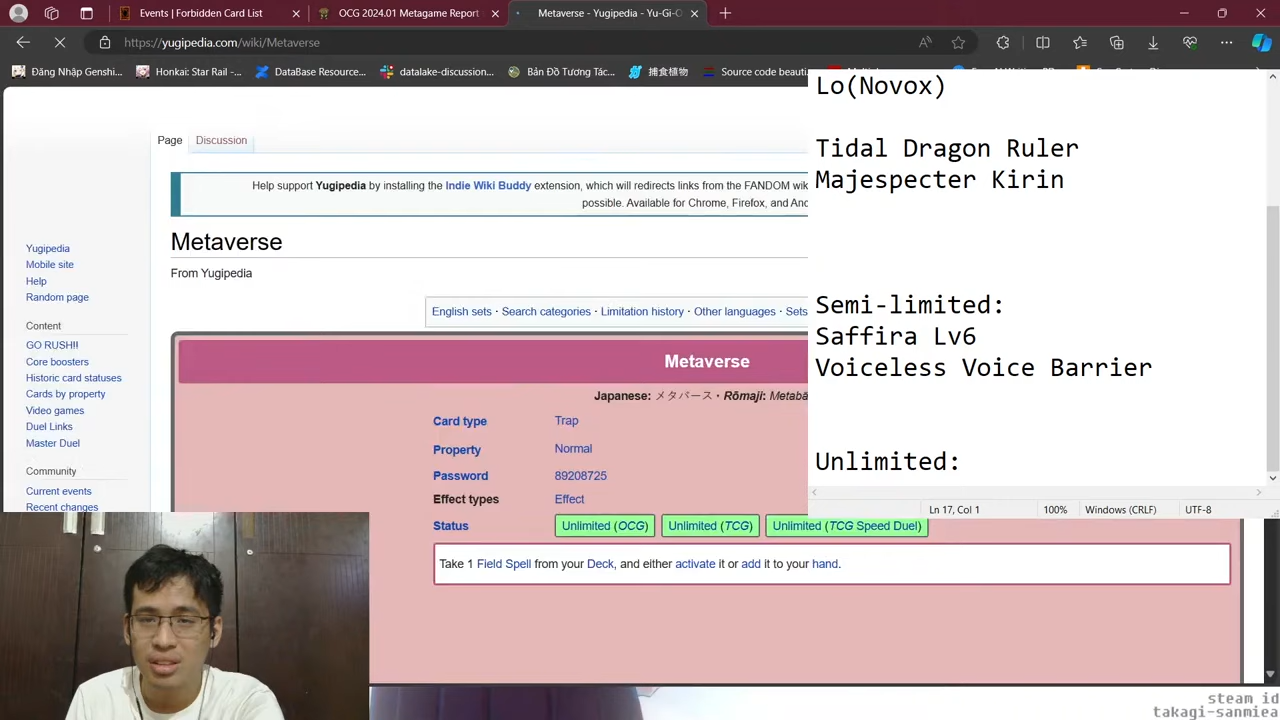 Events | Forbidden Card List
OCG 2024.01 Metagame Report
Metaverse - Yugipedia - Yu-Gi-O
https://yugipedia.com/wiki/Metaverse
Đăng Nhập Genshi...
Honkai: Star Rail -...
DataBase Resource...
datalake-discussion...
Bản Đồ Tương Tác...
捕食植物
Source code beauti...
Lo(Novox)
Tidal Dragon Ruler
Majespecter Kirin
Semi-limited:
Saffira Lv6
Voiceless Voice Barrier
Unlimited:
Ln 17, Col 1
100%
Windows (CRLF)
UTF-8
Page
Discussion
Help support Yugipedia by installing the Indie Wiki Buddy extension, which will redirects links from the FANDOM wik
possible. Available for Chrome, Firefox, and And
Metaverse
From Yugipedia
Yugipedia
Mobile site
Help
Random page
Content
GO RUSH!!
Core boosters
Historic card statuses
Cards by property
Video games
Duel Links
Master Duel
Community
Current events
Recent changes
English sets · Search categories · Limitation history · Other languages · Sets
Metaverse
Japanese: メタバース • Rōmaji: Metabā
Card type Trap
Property Normal
Password 89208725
Effect types Effect
Status Unlimited (OCG) Unlimited (TCG) Unlimited (TCG Speed Duel)
Take 1 Field Spell from your Deck, and either activate it or add it to your hand.
steam id
takagi-sanmiea